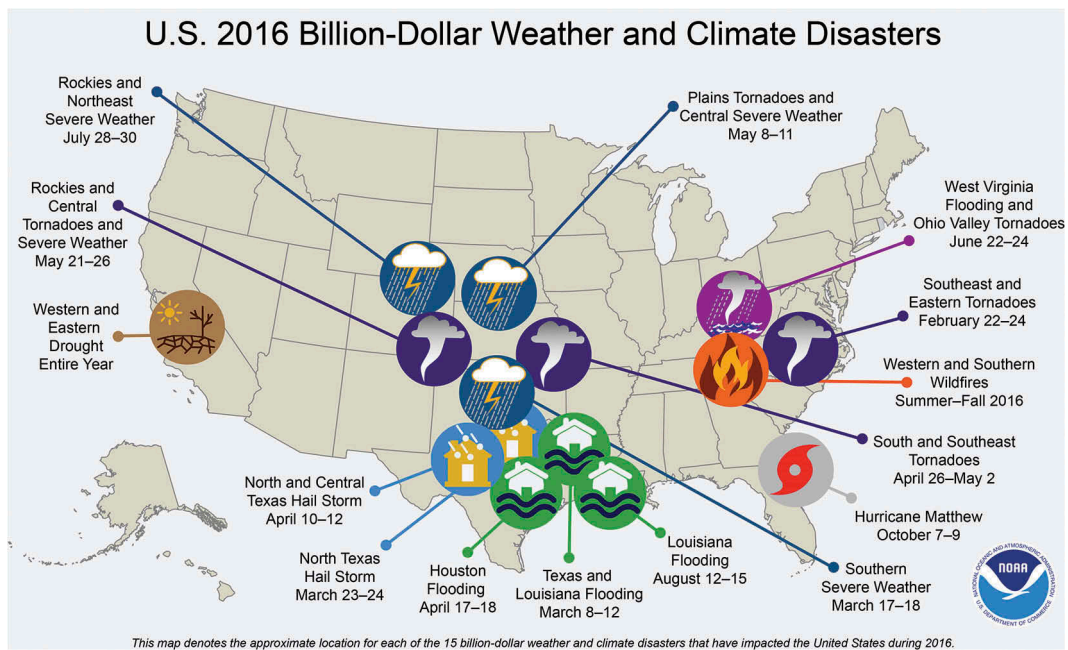 U.S. 2016 Billion-Dollar Weather and Climate Disasters
Rockies and
Northeast
Severe Weather
July 28–30
Plains Tornadoes and
Central Severe Weather
May 8–11
Rockies and
Central
Tornadoes and
Severe Weather
May 21–26
West Virginia
Flooding and
Ohio Valley Tornadoes
June 22–24
Western and
Eastern
Drought
Entire Year
Southeast and
Eastern Tornadoes
February 22–24
Western and Southern
Wildfires
Summer–Fall 2016
South and Southeast
Tornadoes
April 26–May 2
North and Central
Texas Hail Storm
April 10–12
North Texas
Hail Storm
March 23–24
Houston
Flooding
April 17–18
Texas and
Louisiana Flooding
March 8–12
Louisiana
Flooding
August 12–15
Hurricane Matthew
October 7–9
Southern
Severe Weather
March 17–18
NATIONAL OCEANIC AND ATMOSPHERIC ADMINISTRATION
NOAA
U.S. DEPARTMENT OF COMMERCE
This map denotes the approximate location for each of the 15 billion-dollar weather and climate disasters that have impacted the United States during 2016.